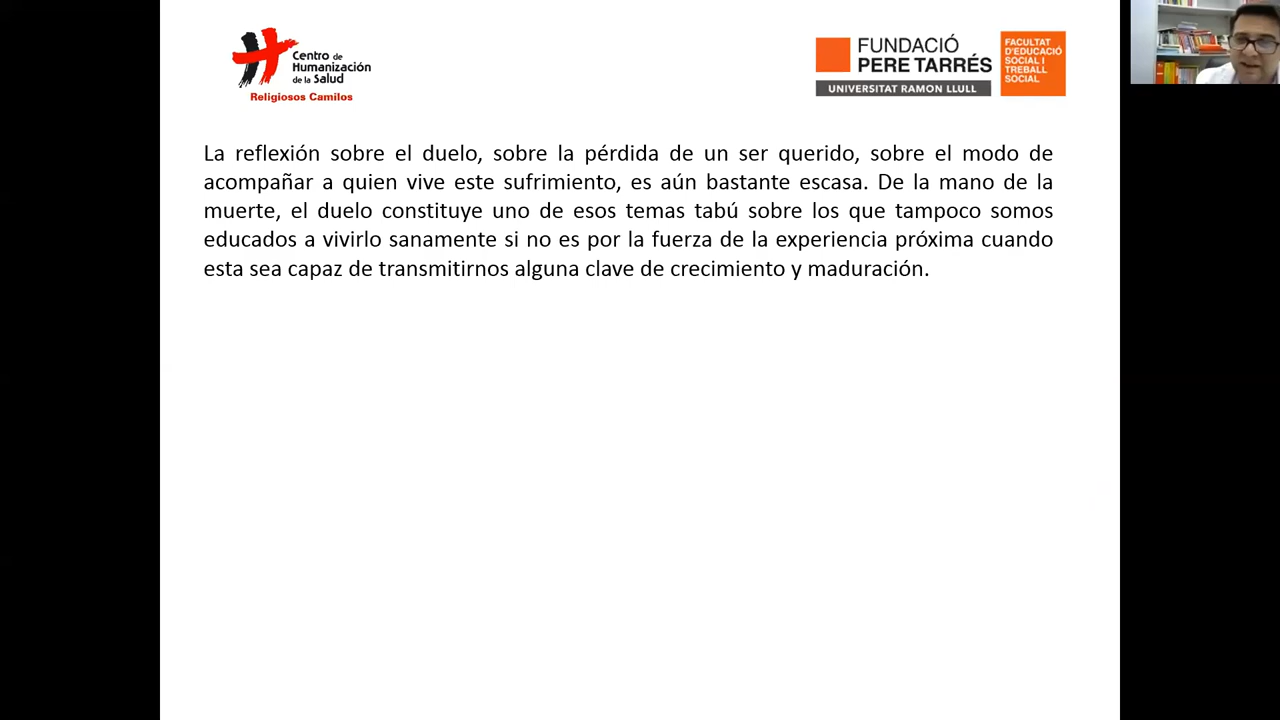 Centro de
Humanización
de la Salud
Religiosos Camilos
FUNDACIÓ
PERE TARRÉS
UNIVERSITAT RAMON LLULL
FACULTAT
D'EDUCACIÓ
SOCIAL I
TREBALL
SOCIAL
La reflexión sobre el duelo, sobre la pérdida de un ser querido, sobre el modo de
acompañar a quien vive este sufrimiento, es aún bastante escasa. De la mano de la
muerte, el duelo constituye uno de esos temas tabú sobre los que tampoco somos
educados a vivirlo sanamente si no es por la fuerza de la experiencia próxima cuando
esta sea capaz de transmitirnos alguna clave de crecimiento y maduración.